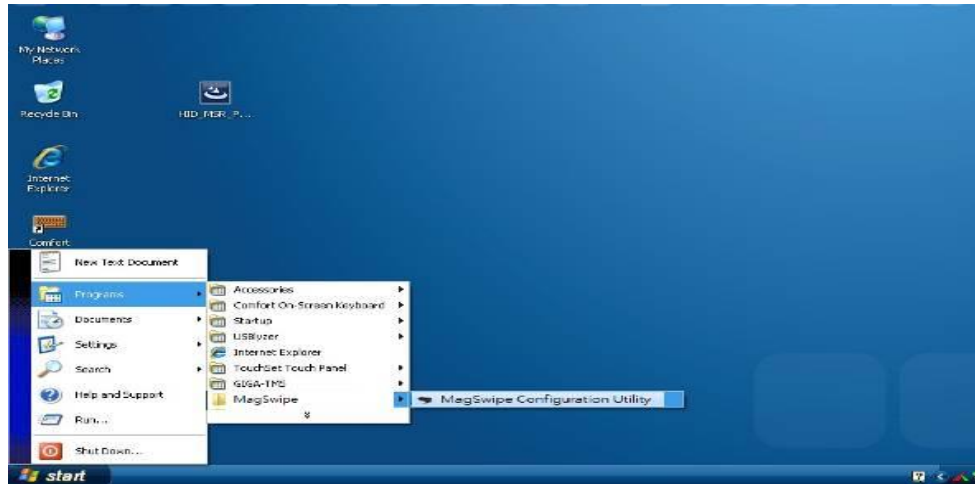 My Network
Places
Recycle Bin
HID_MSR_P...
Internet
Explorer
Comfort
New Text Document
Programs
Documents
Settings
Search
Help and Support
Run...
Shut Down...
Accessories
Comfort On-Screen Keyboard
Startup
USBlyzer
Internet Explorer
TouchSet Touch Panel
GIGA-TMS
MagSwipe
MagSwipe Configuration Utility
start